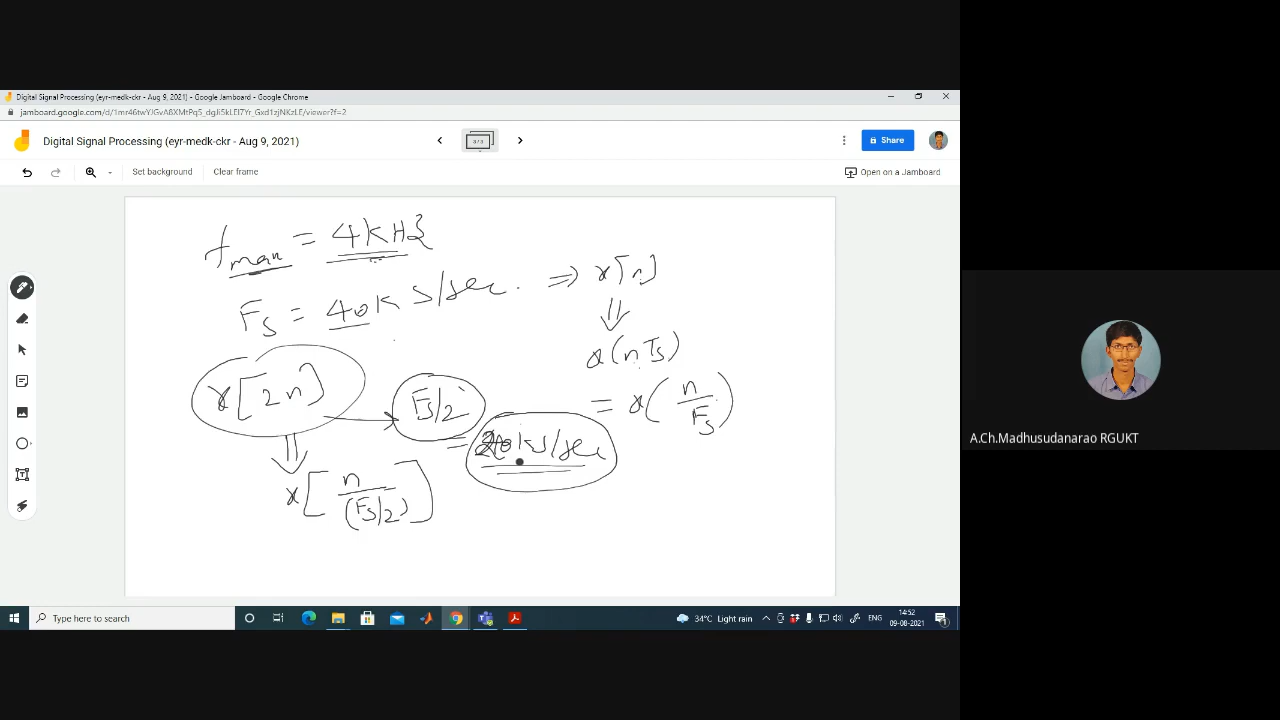 Digital Signal Processing (eyr-medk-ckr - Aug 9, 2021) - Google Jamboard - Google Chrome
Digital Signal Processing (eyr-medk-ckr - Aug 9, 2021)
Share
Set background
Clear frame
Open on a Jamboard
fmax = 4KHz
Fs = 40K S/sec. ⇒ x[n]
⇓
x(nTs)
= x(n/Fs)
x[2n] → Fs/2
= 20KS/sec
⇓
x[n/(Fs/2)]
A.Ch.Madhusudanarao RGUKT
Type here to search
34°C Light rain
ENG
14:52
09-08-2021